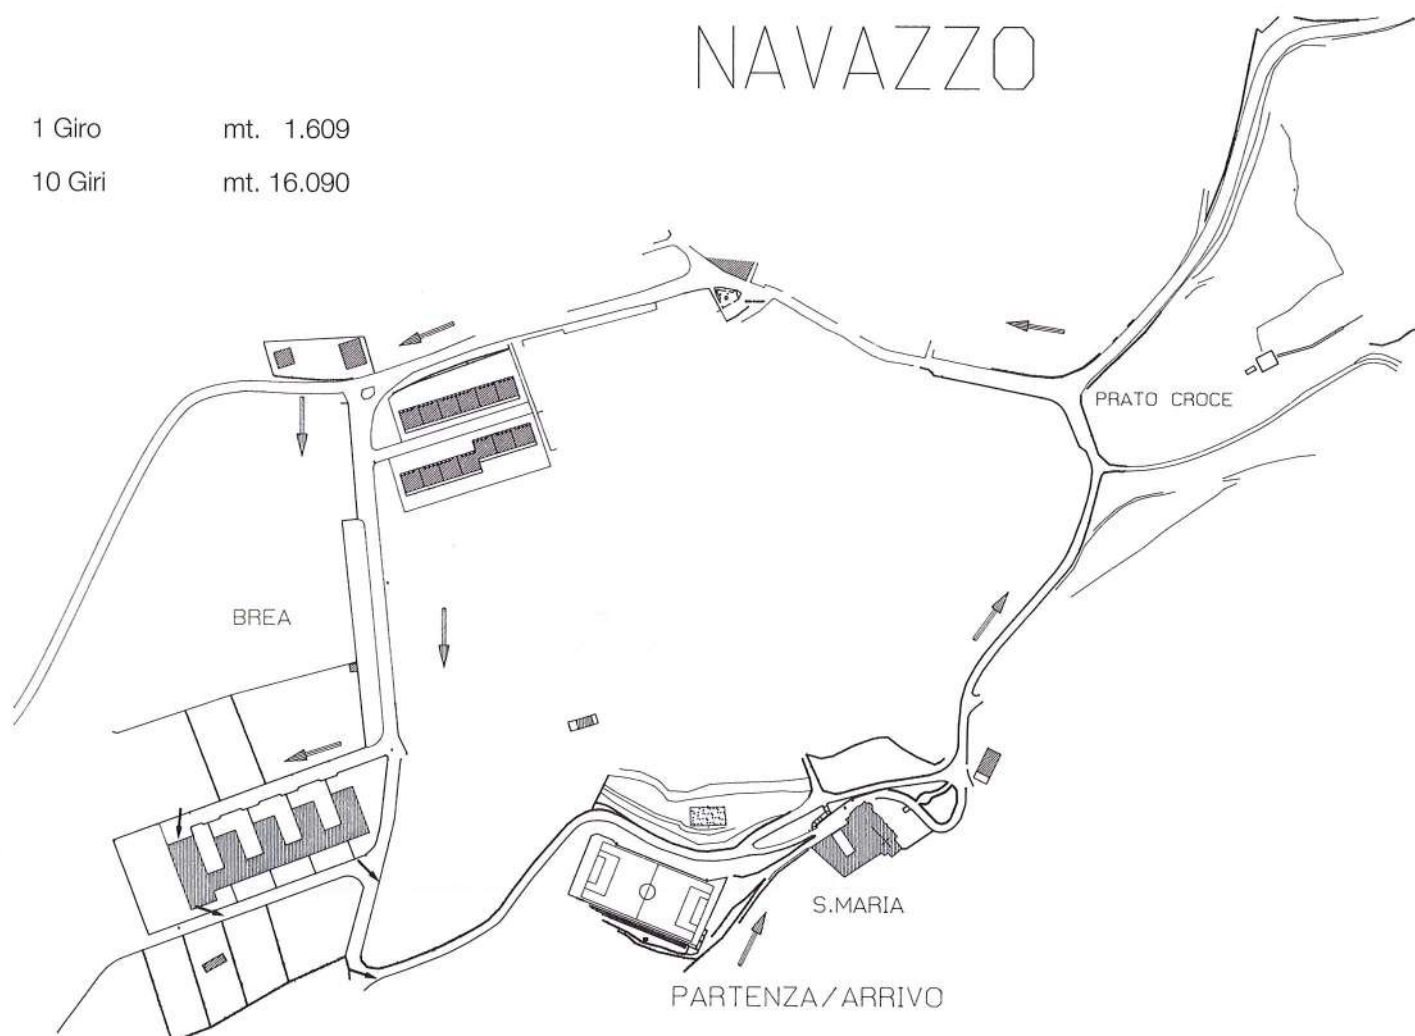 NAVAZZO
1 Giro mt. 1.609
10 Giri mt. 16.090
PRATO CROCE
BREA
S.MARIA
PARTENZA/ARRIVO